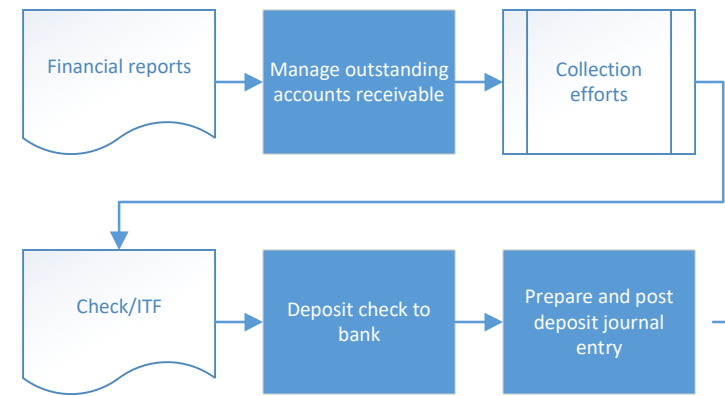 Financial reports
Manage outstanding
accounts receivable
Collection
efforts
Check/ITF
Deposit check to
bank
Prepare and post
deposit journal
entry